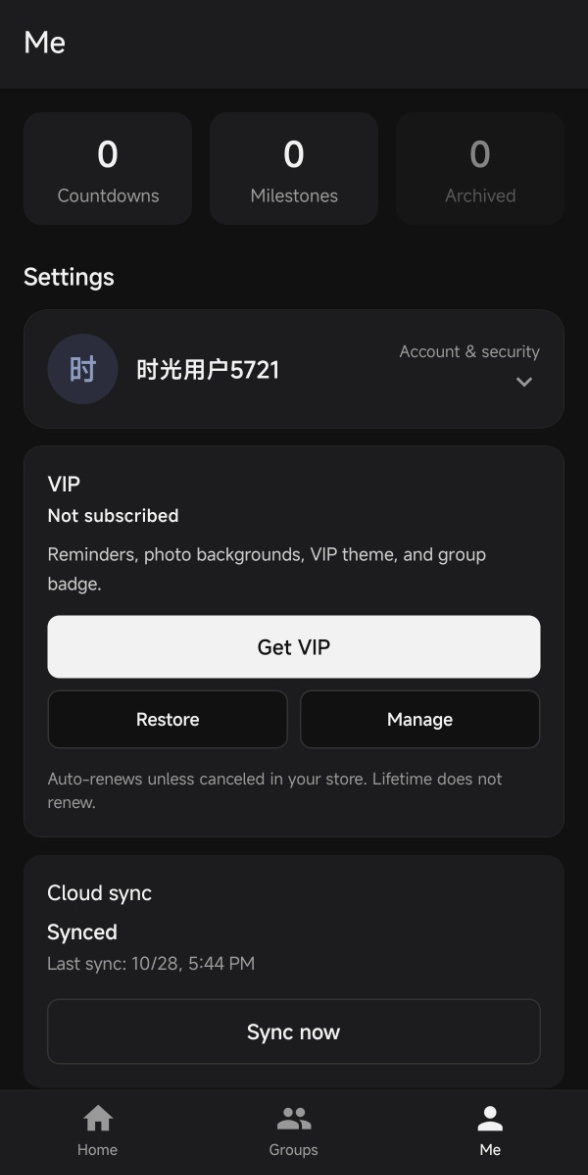 Me
0
Countdowns
0
Milestones
0
Archived
Settings
时
时光用户5721
Account & security
VIP
Not subscribed
Reminders, photo backgrounds, VIP theme, and group
badge.
Get VIP
Restore
Manage
Auto-renews unless canceled in your store. Lifetime does not
renew.
Cloud sync
Synced
Last sync: 10/28, 5:44 PM
Sync now
Home
Groups
Me